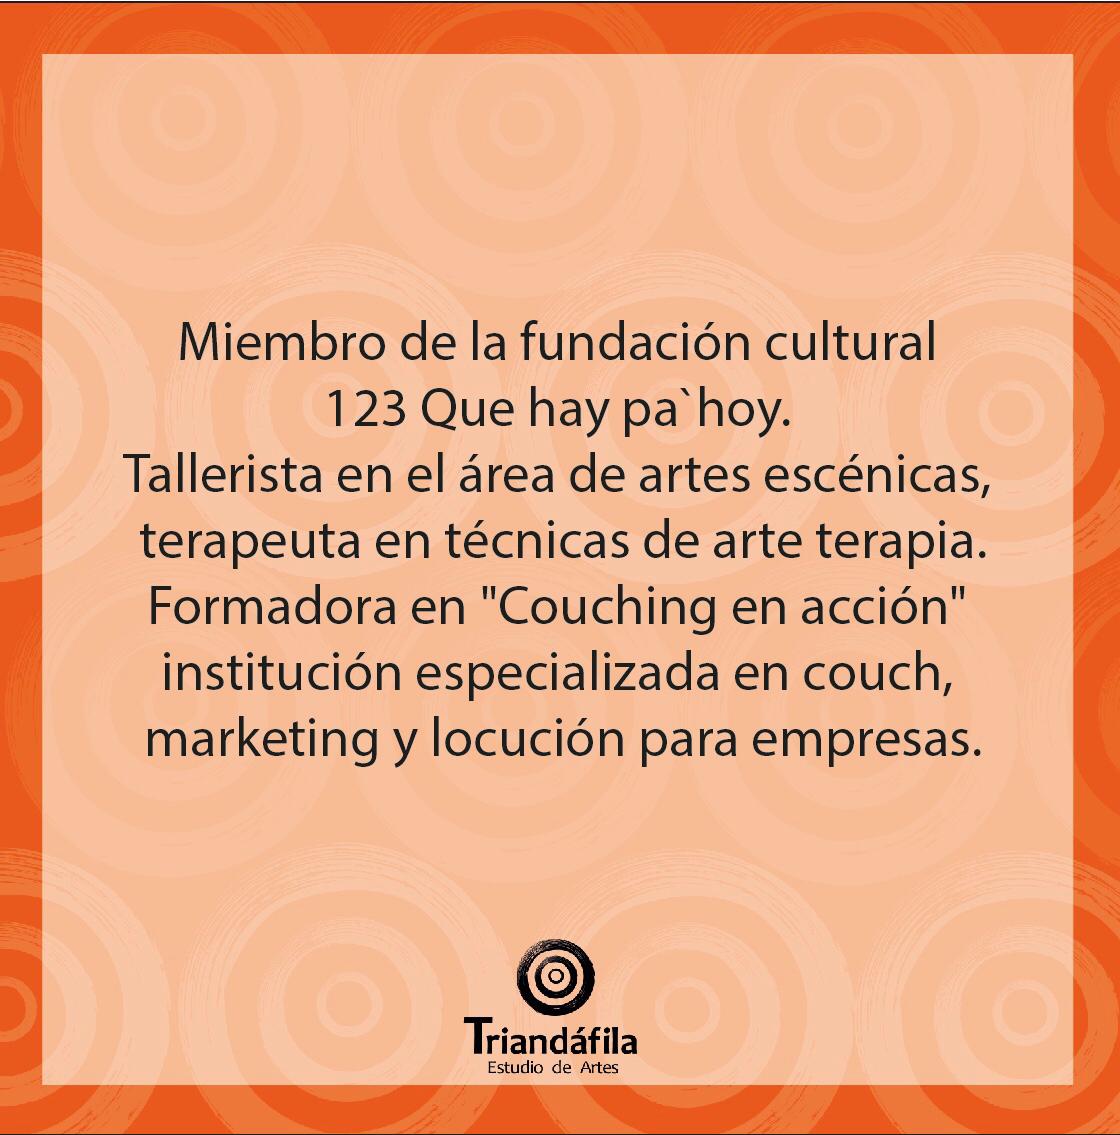 Miembro de la fundación cultural
123 Que hay pa`hoy.
Tallerista en el área de artes escénicas,
terapeuta en técnicas de arte terapia.
Formadora en "Couching en acción"
institución especializada en couch,
marketing y locución para empresas.
Triandáfila
Estudio de Artes